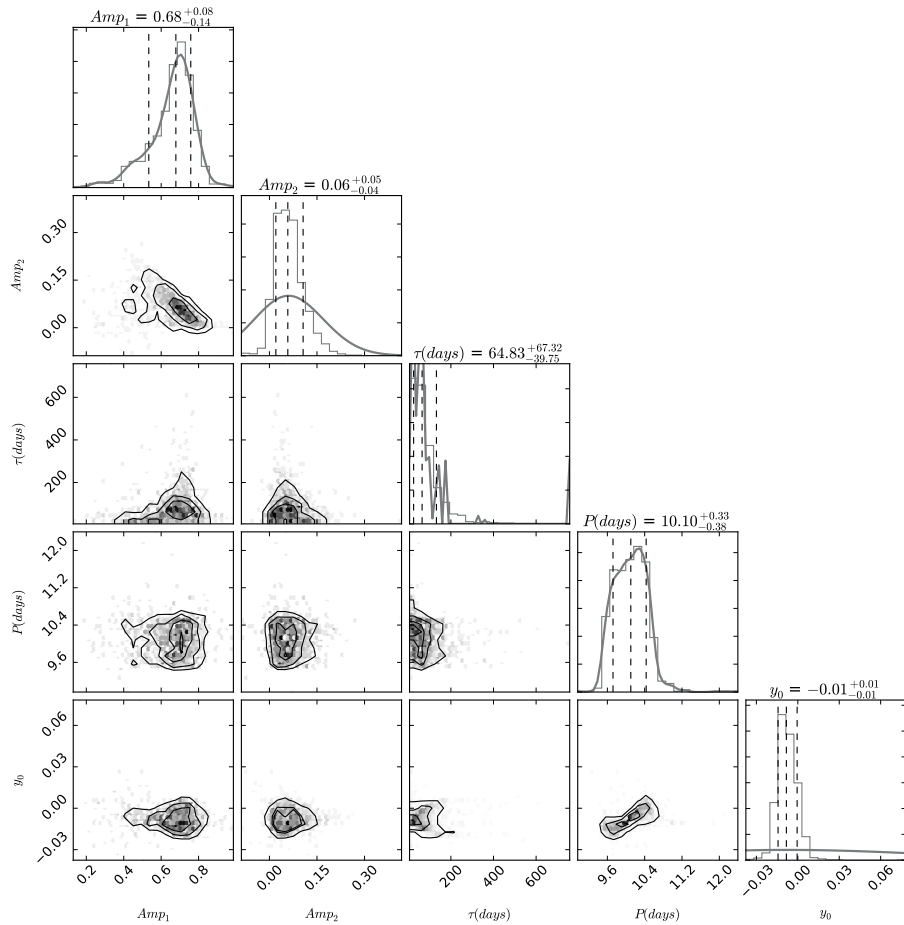 Amp₁ = 0.68 +0.08 −0.14
Amp₂ = 0.06 +0.05 −0.04
0.30
0.15
0.00
Amp₂
τ(days) = 64.83 +67.32 −39.75
600
400
200
τ(days)
P(days) = 10.10 +0.33 −0.38
12.0
11.2
10.4
9.6
P(days)
y₀ = −0.01 +0.01 −0.01
0.06
0.03
0.00
−0.03
y₀
0.2 0.4 0.6 0.8 0.00 0.15 0.30 200 400 600 9.6 10.4 11.2 12.0 −0.03 0.00 0.03 0.06
Amp₁ Amp₂ τ(days) P(days) y₀